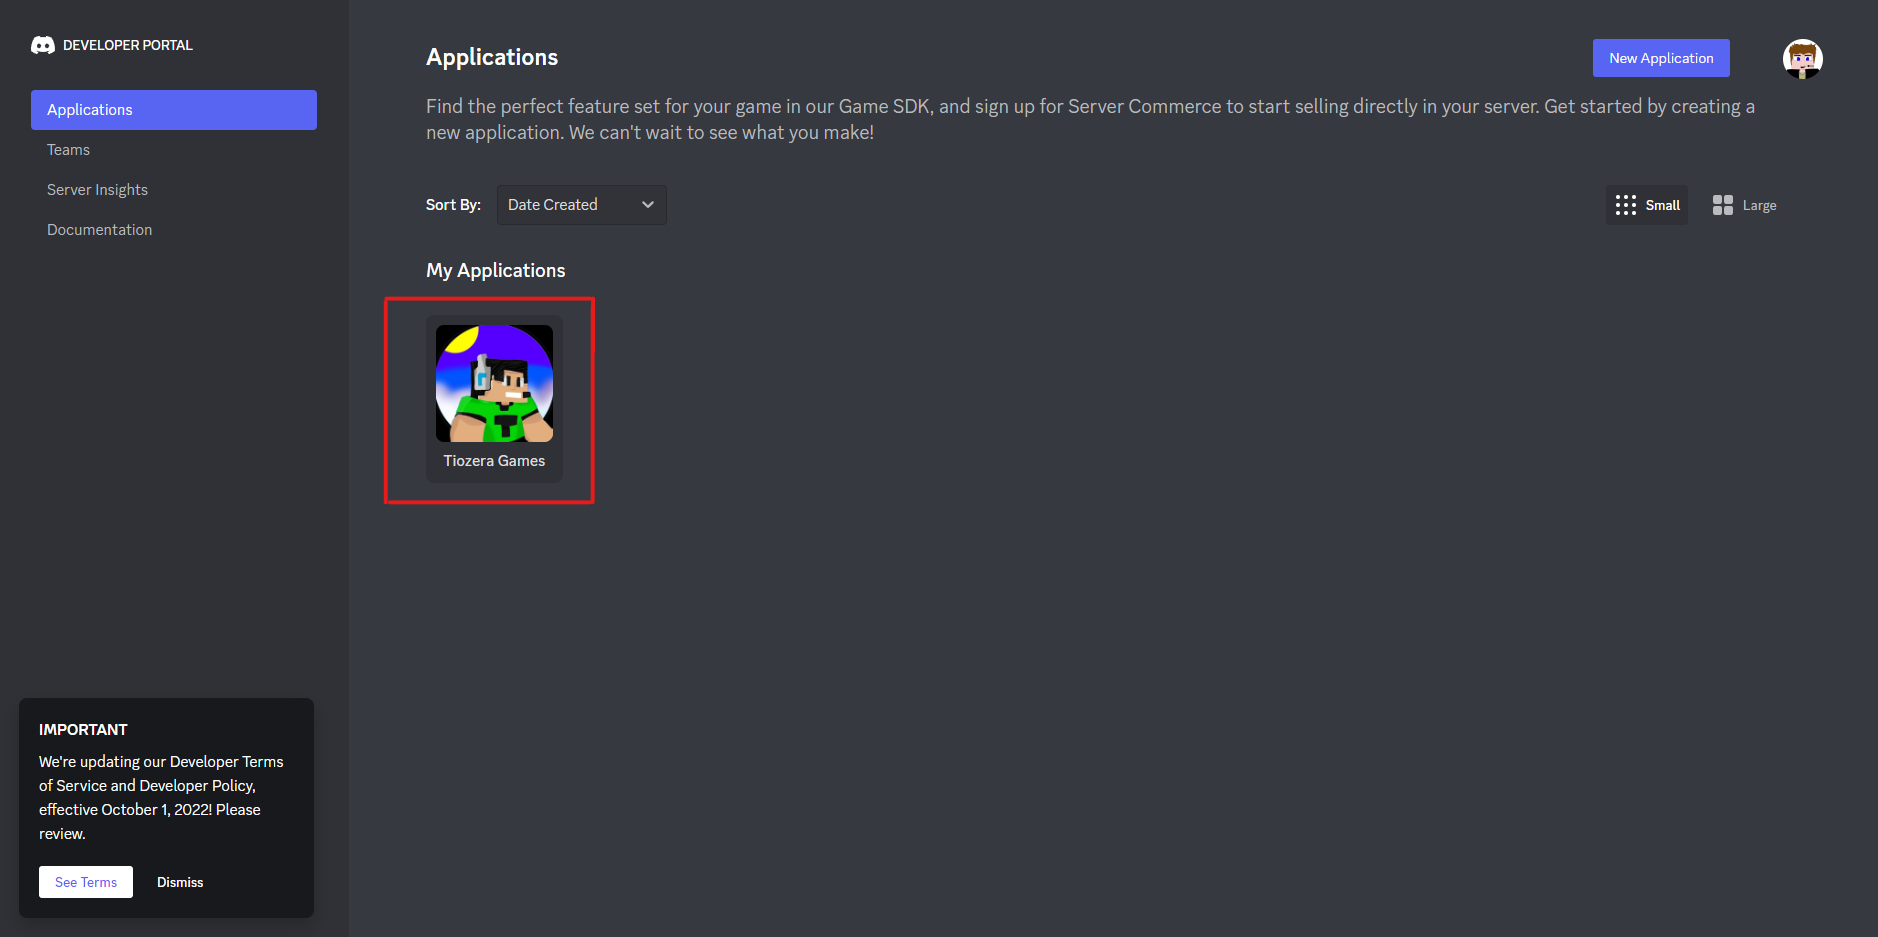 DEVELOPER PORTAL
Applications
Teams
Server Insights
Documentation
IMPORTANT
We're updating our Developer Terms
of Service and Developer Policy,
effective October 1, 2022! Please
review.
See Terms
Dismiss
Applications
New Application
Find the perfect feature set for your game in our Game SDK, and sign up for Server Commerce to start selling directly in your server. Get started by creating a
new application. We can't wait to see what you make!
Sort By:
Date Created
Small
Large
My Applications
Tiozera Games